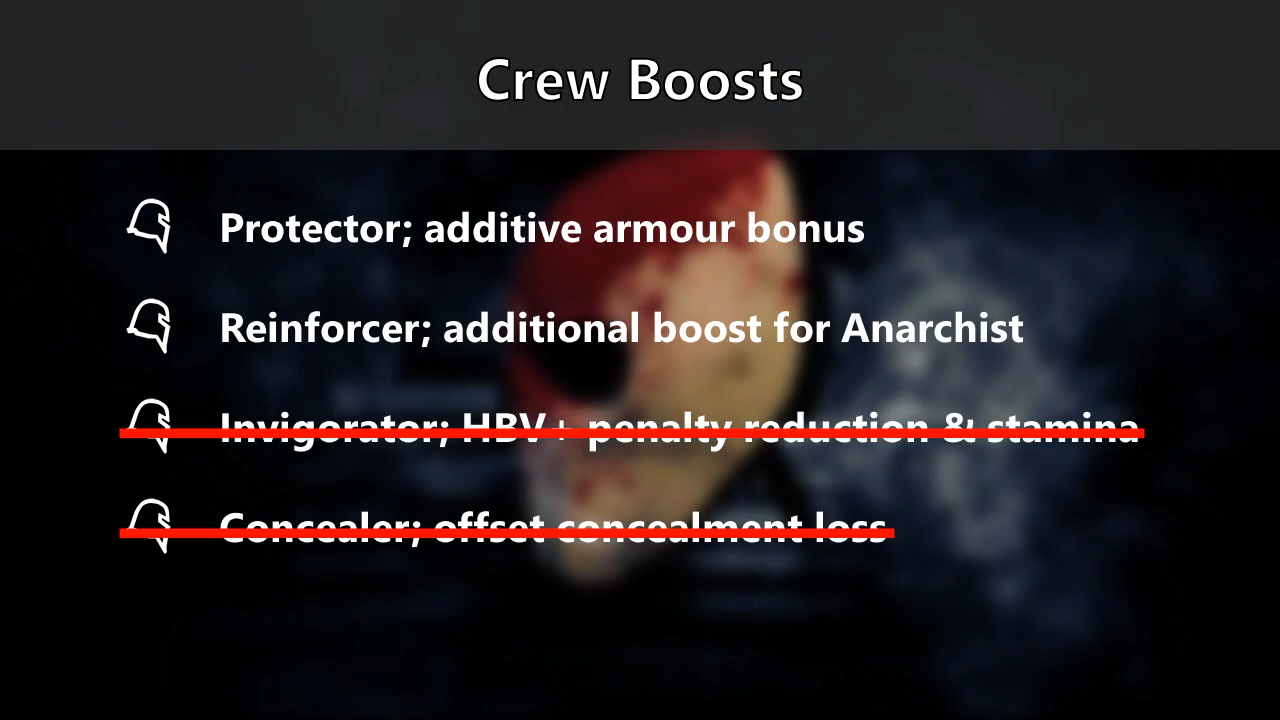 Crew Boosts
Protector; additive armour bonus
Reinforcer; additional boost for Anarchist
Invigorator; HBV+ penalty reduction & stamina
Concealer; offset concealment loss